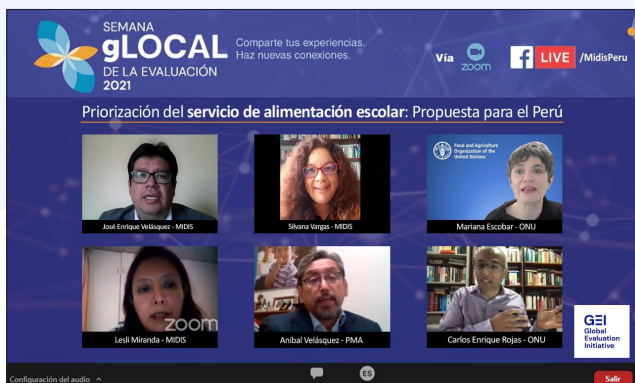 SEMANA
gLOCAL
DE LA EVALUACIÓN
2021
Comparte tus experiencias.
Haz nuevas conexiones.
Vía
zoom
f LIVE /MidisPeru
Priorización del servicio de alimentación escolar: Propuesta para el Perú
Food and Agriculture
Organization of the
United Nations
José Enrique Velásquez - MIDIS
Silvana Vargas - MIDIS
Mariana Escobar - ONU
zoom
Lesli Miranda - MIDIS
Aníbal Velásquez - PMA
Carlos Enrique Rojas - ONU
GEI
Global
Evaluation
Initiative
Configuración del audio
ES
Salir